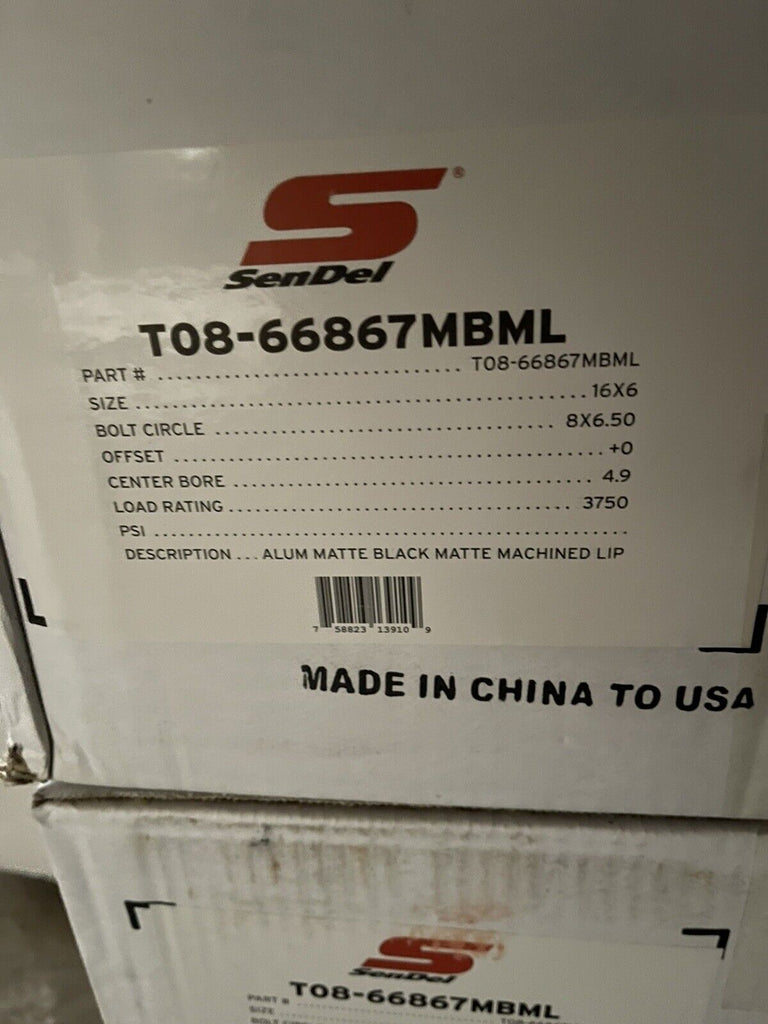 ®
SenDel
T08-66867MBML
PART # .............................. T08-66867MBML
SIZE ............................................ 16X6
BOLT CIRCLE ................................. 8X6.50
OFFSET .......................................... +0
CENTER BORE ................................... 4.9
LOAD RATING ................................. 3750
PSI ..............................................
DESCRIPTION ... ALUM MATTE BLACK MATTE MACHINED LIP
7 58823 13910 9
MADE IN CHINA TO USA
SenDel
T08-66867MBML
PART #
SIZE